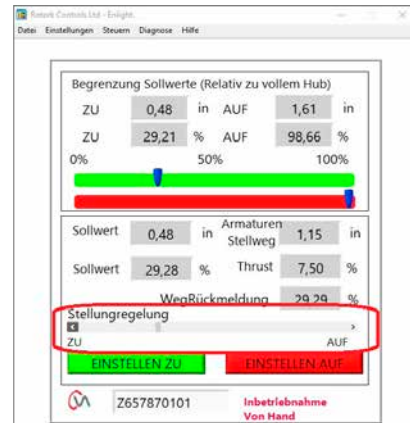 Rotork Controls Ltd - Enlight.
Datei Einstellungen Steuern Diagnose Hilfe
Begrenzung Sollwerte (Relativ zu vollem Hub)
ZU 0,48 in AUF 1,61 in
ZU 29,21 % AUF 98,66 %
0% 50% 100%
Sollwert 0,48 in Armaturen Stellweg 1,15 in
Sollwert 29,28 % Thrust 7,50 %
WegRückmeldung 29,29 %
Stellungregelung
ZU AUF
EINSTELLEN ZU EINSTELLEN AUF
Z657870101 Inbetriebnahme
Von Hand